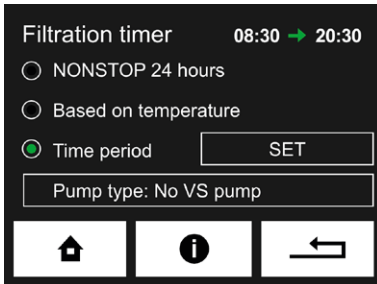 Filtration timer 08:30 → 20:30
NONSTOP 24 hours
Based on temperature
Time period SET
Pump type: No VS pump